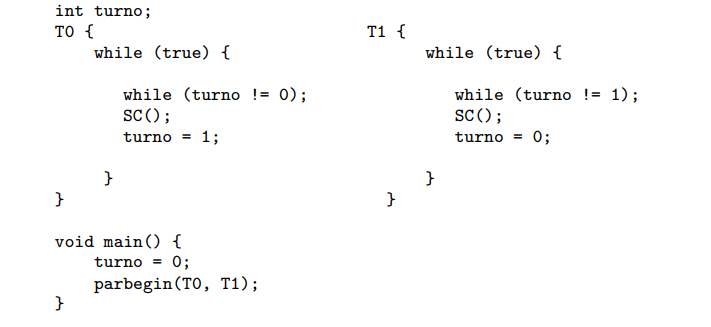 int turno;
T0 {                                T1 {
    while (true) {                      while (true) {
        while (turno != 0);                 while (turno != 1);
        SC();                               SC();
        turno = 1;                          turno = 0;
    }                                   }
}                                   }
void main() {
    turno = 0;
    parbegin(T0, T1);
}